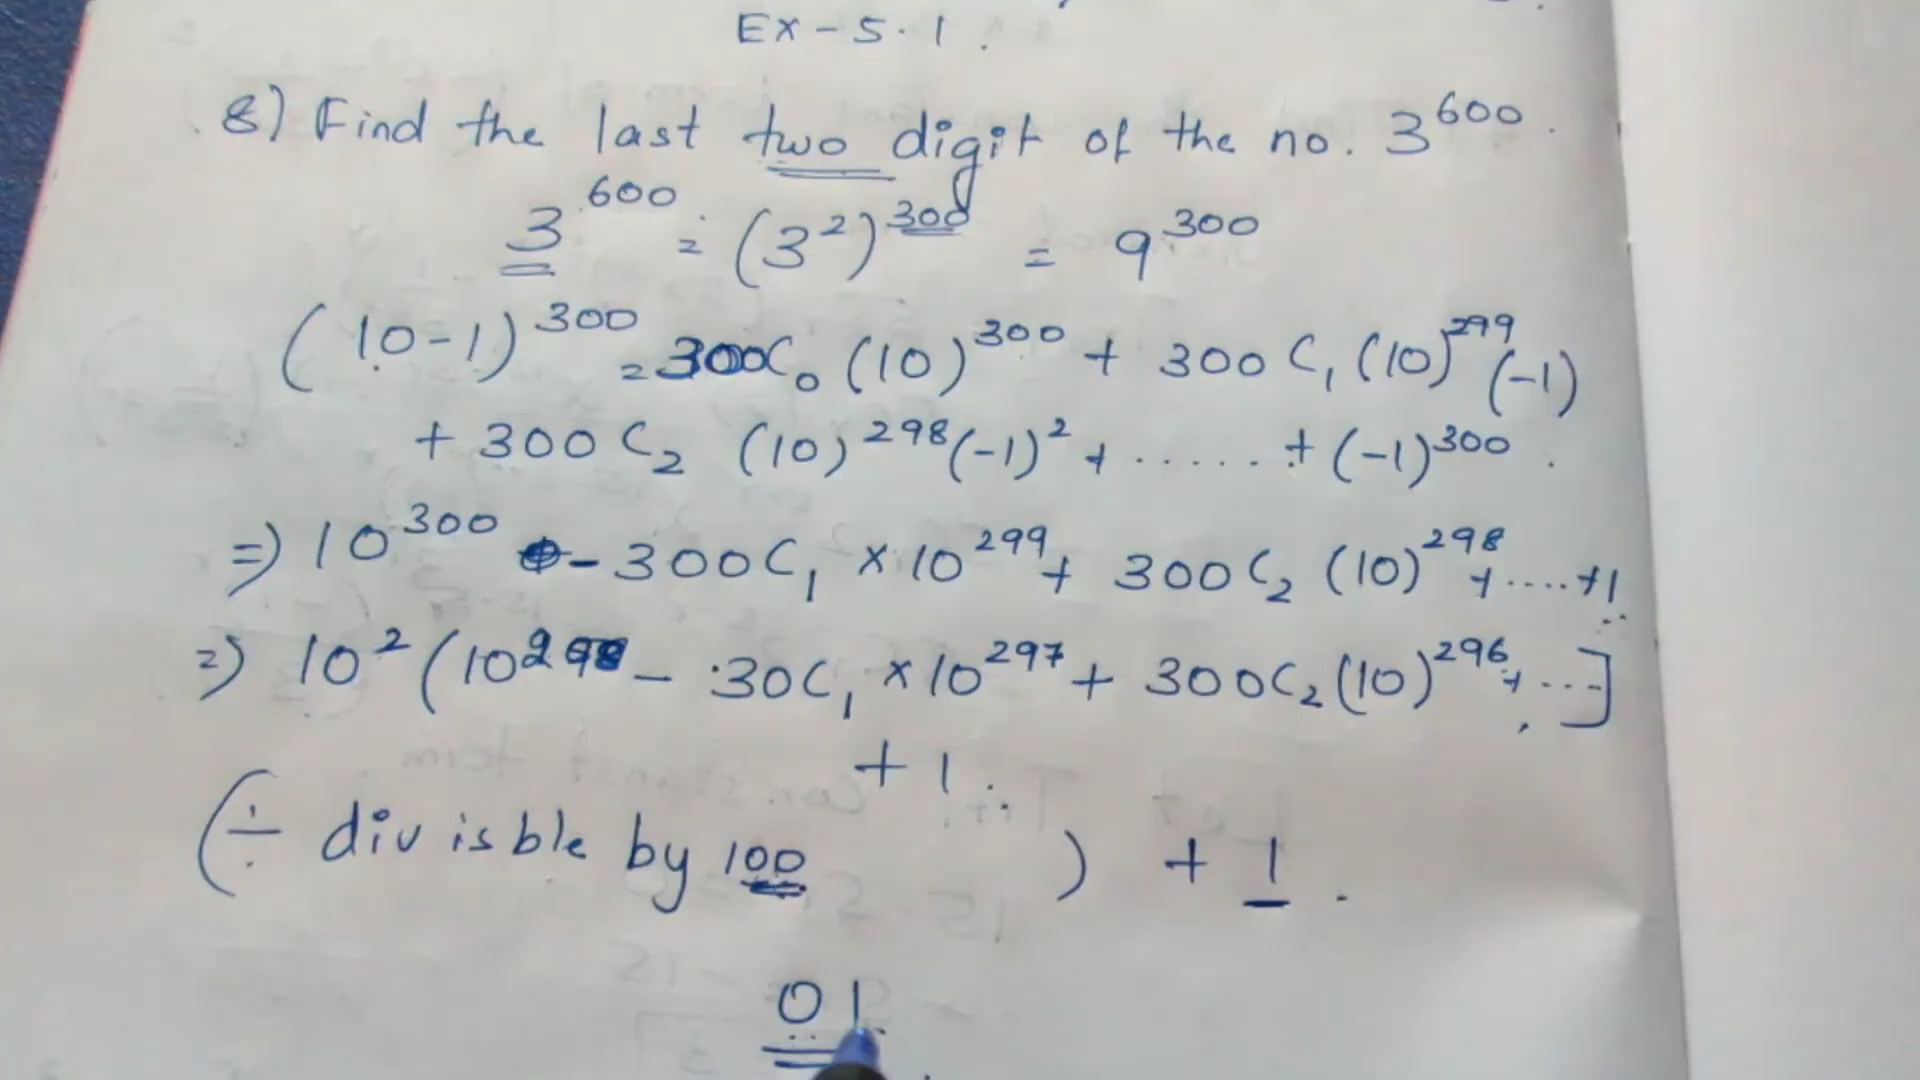 Ex - 5.1.
8) Find the last two digit of the no. 3^600.
3^600 = (3^2)^300 = 9^300
(10-1)^300 = 300C₀ (10)^300 + 300 C₁ (10)^299 (-1)
+ 300 C₂ (10)^298 (-1)^2 + ...... + (-1)^300.
=) 10^300 - 300C₁ × 10^299 + 300 C₂ (10)^298 + .... +1
=) 10^2 (10^298 - 30C₁ × 10^297 + 300C₂ (10)^296 + ...]
+ 1.
(÷ divisble by 100 ) + 1.
01